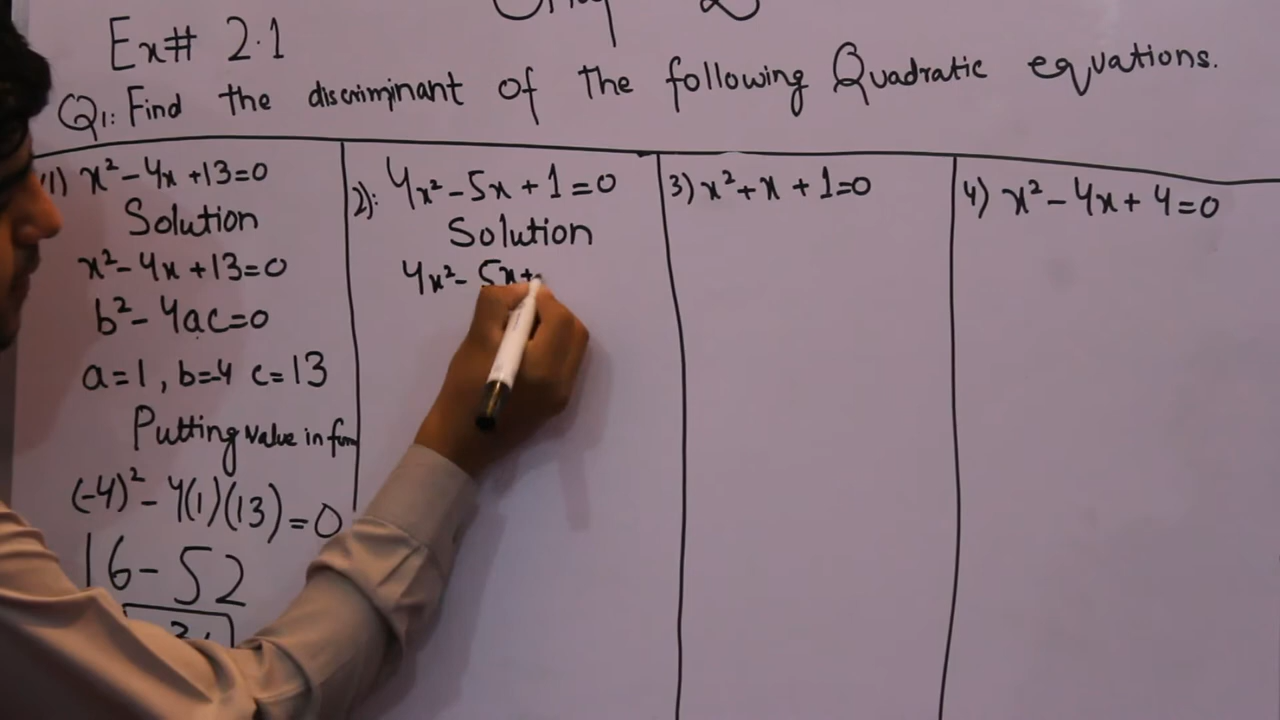 Ex# 2.1
Q1: Find the discriminant of the following Quadratic equations.
1) x² - 4x + 13 = 0
Solution
x² - 4x + 13 = 0
b² - 4ac = 0
a = 1, b = -4 c = 13
Putting value in
(-4)² - 4(1)(13) = 0
16 - 52
2): 4x² - 5x + 1 = 0
Solution
4x² - 5x +
3) x² + x + 1 = 0
4) x² - 4x + 4 = 0